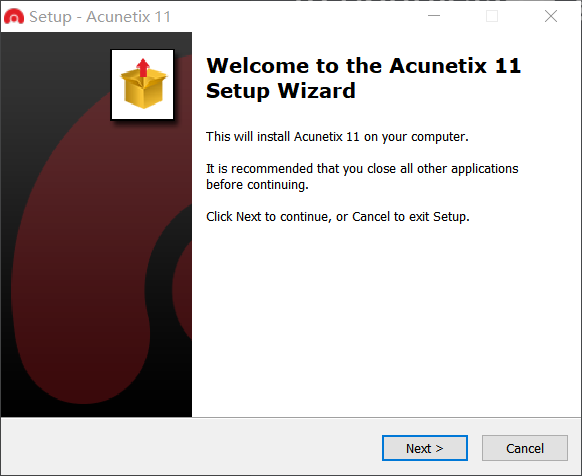 Setup - Acunetix 11
Welcome to the Acunetix 11
Setup Wizard
This will install Acunetix 11 on your computer.
It is recommended that you close all other applications
before continuing.
Click Next to continue, or Cancel to exit Setup.
Next >
Cancel